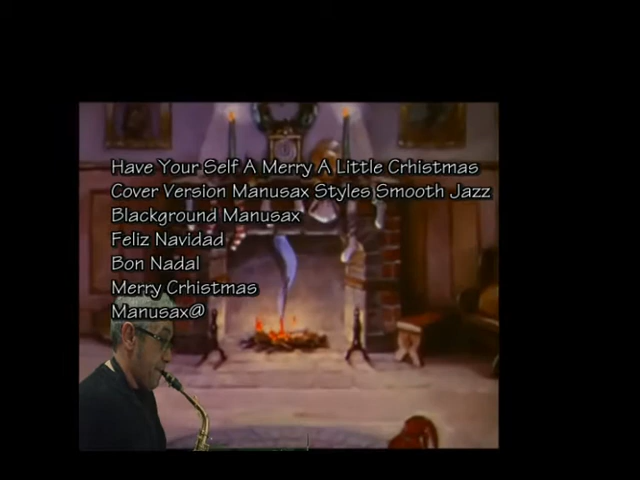 Have Your Self A Merry A Little Crhistmas
Cover Version Manusax Styles Smooth Jazz
Blackground Manusax
Feliz Navidad
Bon Nadal
Merry Crhistmas
Manusax@